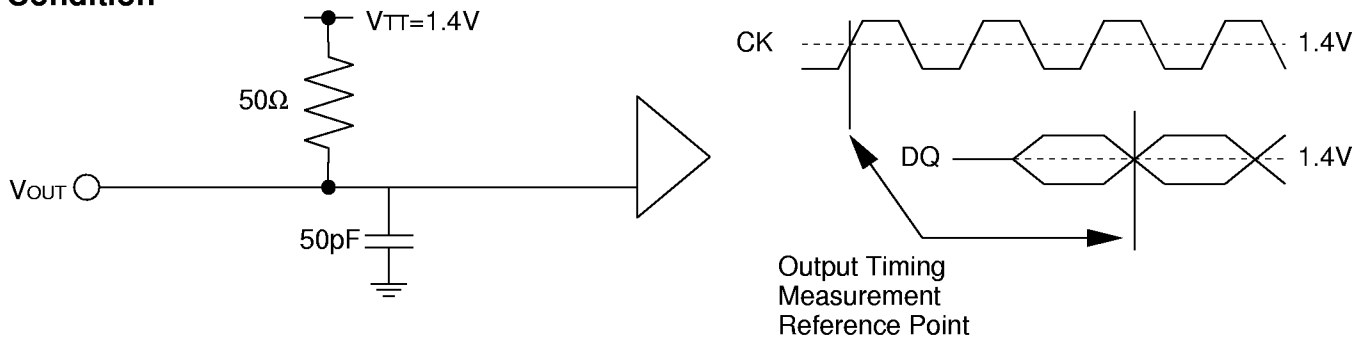 Condition
VTT=1.4V
50Ω
VOUT
50pF
CK
1.4V
DQ
1.4V
Output Timing
Measurement
Reference Point